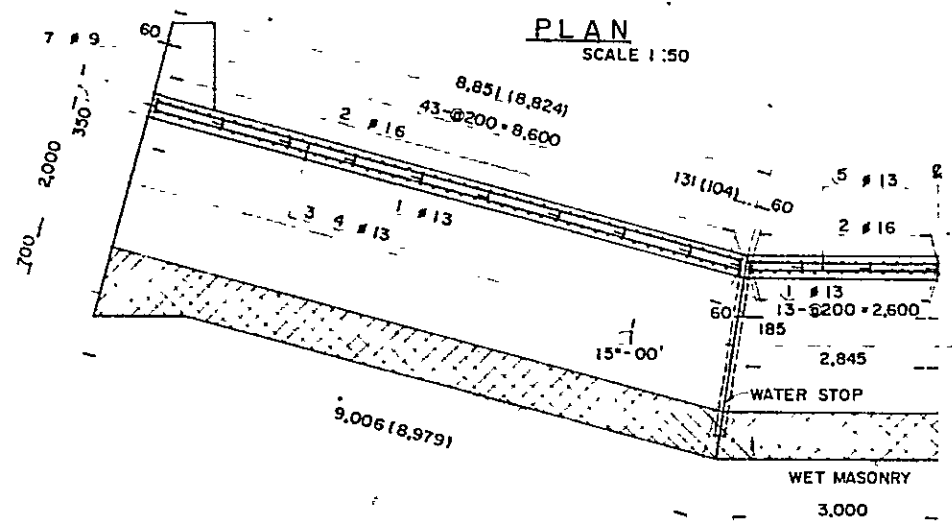 PLAN
SCALE 1:50
7 ø 9
60
8,851 (8,824)
43-@200=8,600
2 ø 16
350
2,000
700
131 (104)
60
5 ø 13
2 ø 16
3 4 ø 13
1 ø 13
1 ø 13
13-@200=2,600
60
185
15°-00'
2,845
WATER STOP
9,006 (8,979)
WET MASONRY
3,000